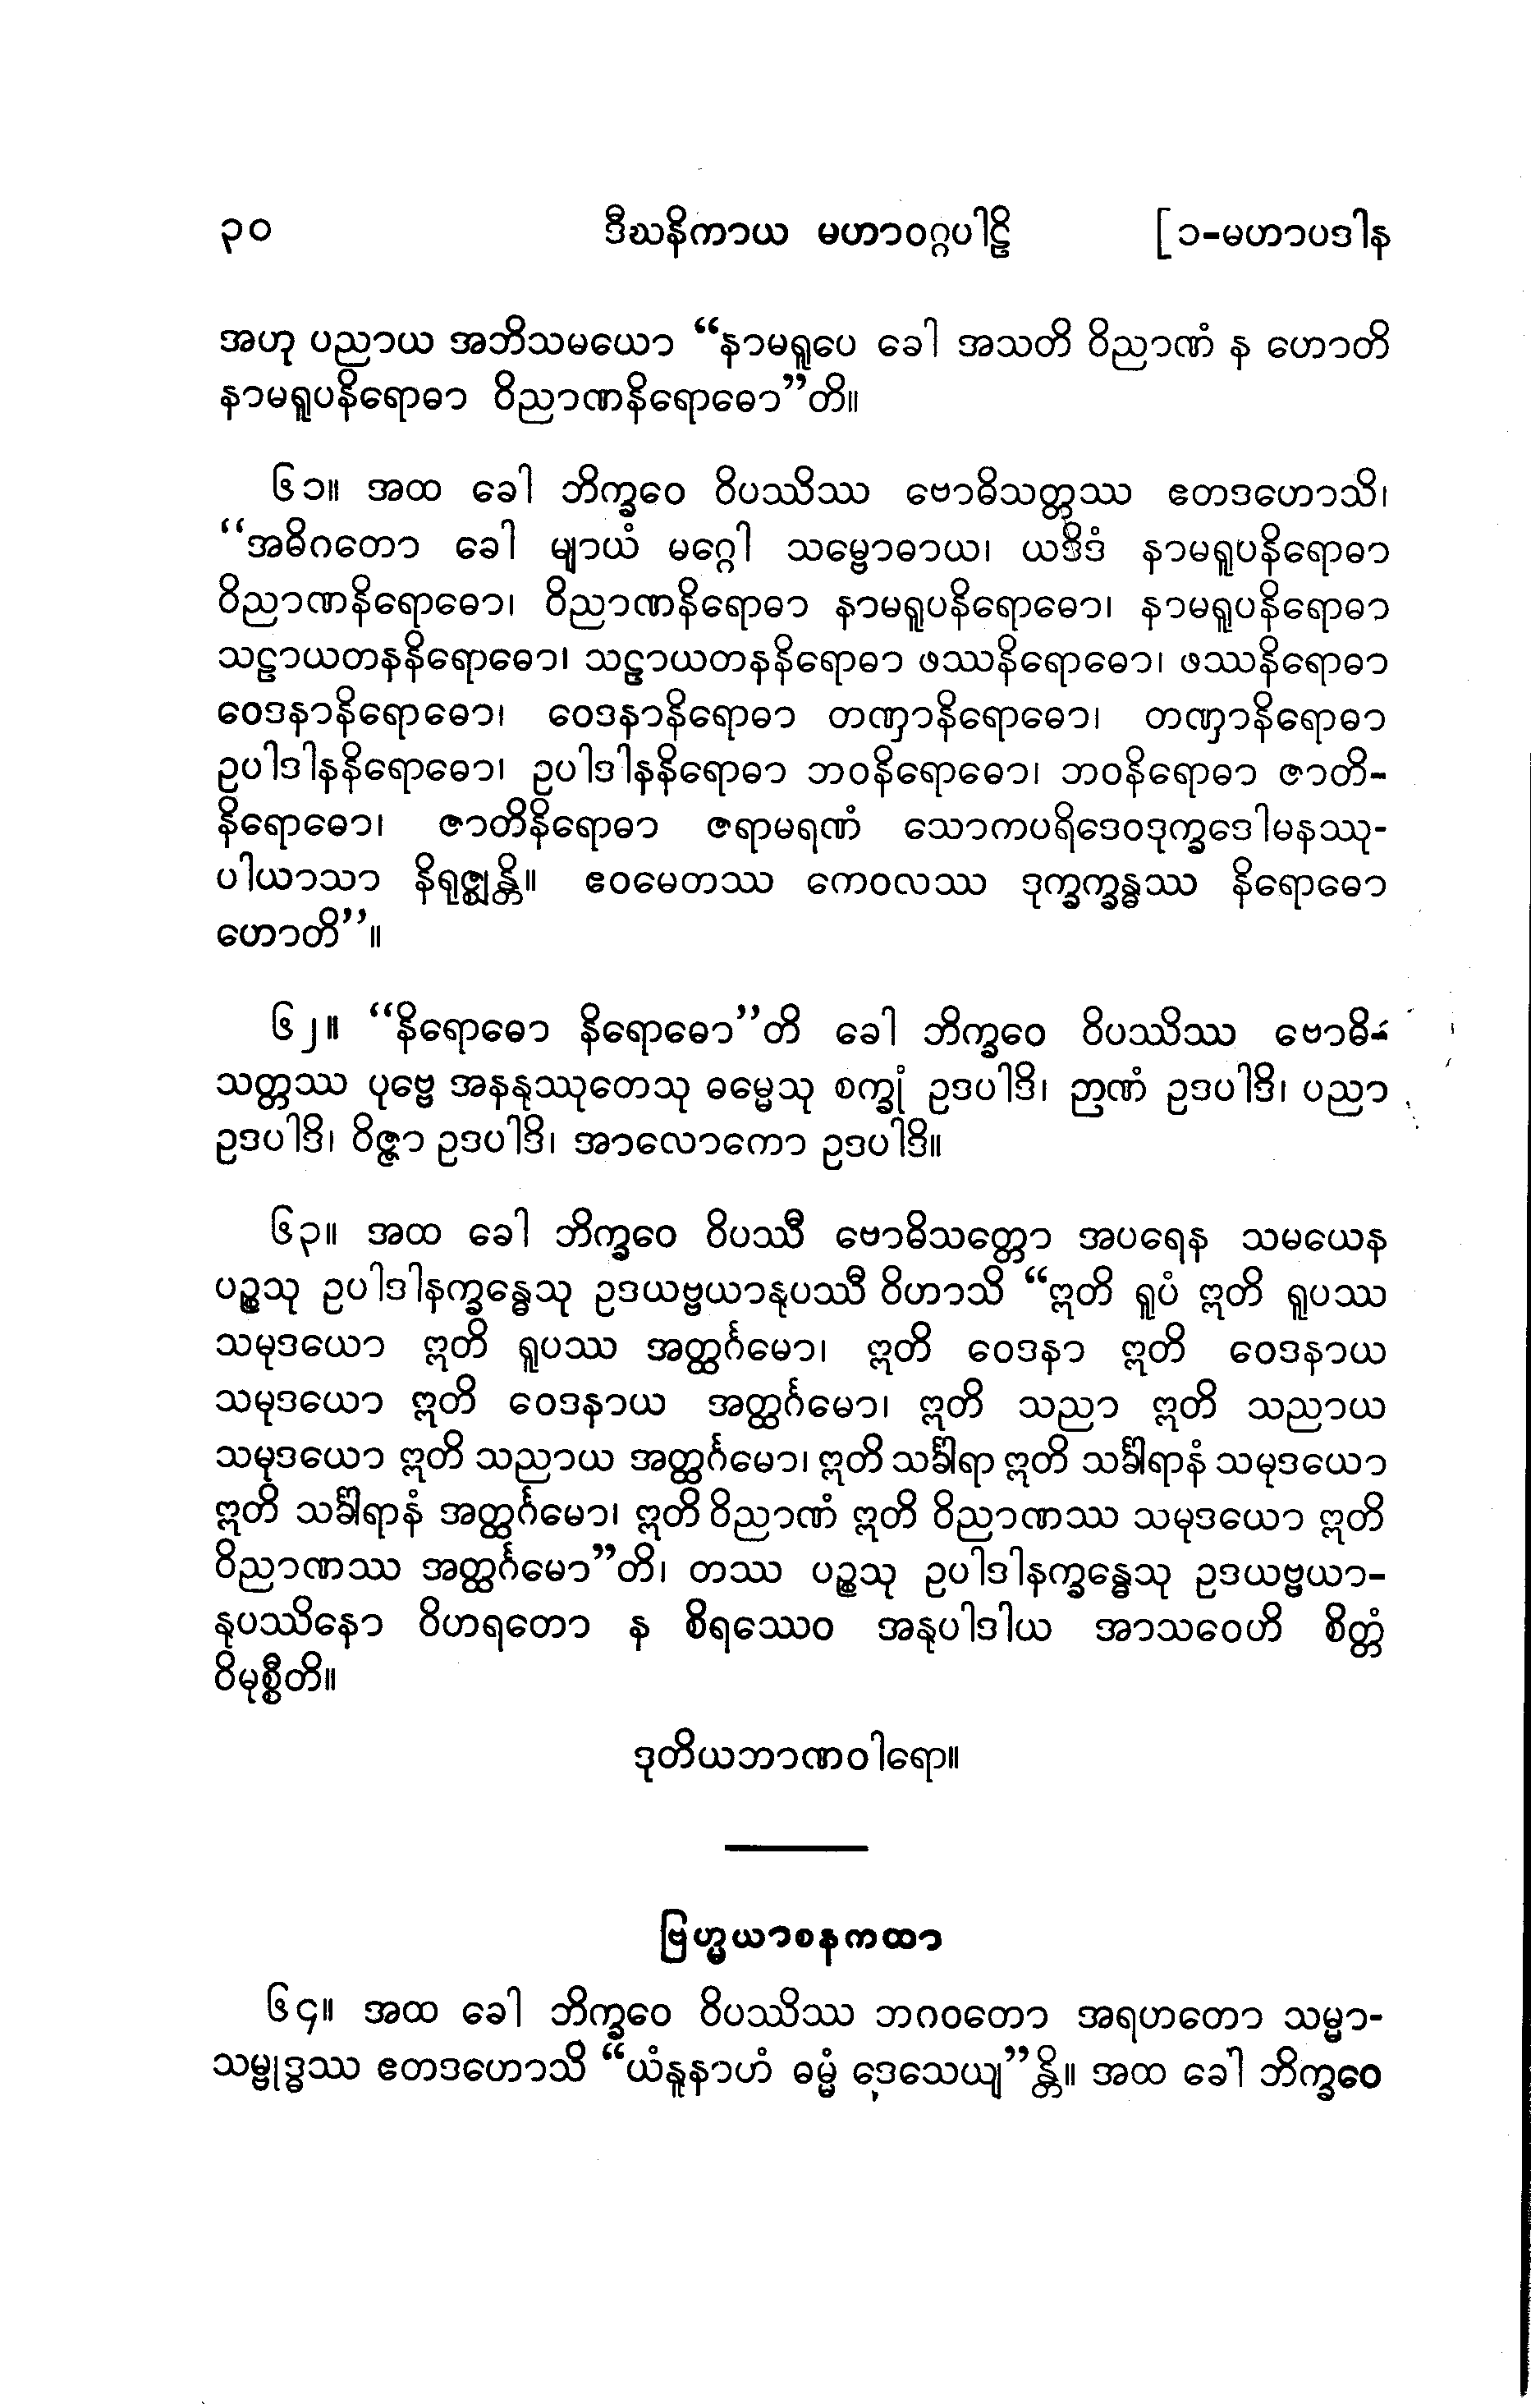 ၃၀ ဒီဃနိကာယ မဟာဝဂ္ဂပါဠိ [၁-မဟာပဒါန
အဟု ပညာယ အဘိသမယော “နာမရူပေ ခေါ အသတိ ဝိညာဏံ န ဟောတိ
နာမရူပနိရောဓာ ဝိညာဏနိရောဓော”တိ။
၆၁။ အထ ခေါ ဘိက္ခဝေ ဝိပဿိဿ ဗောဓိသတ္တဿ ဧတဒဟောသိ၊
“အဓိဂတော ခေါ မျာယံ မဂ္ဂေါ သမ္ဗောဓာယ၊ ယဒိဒံ နာမရူပနိရောဓာ
ဝိညာဏနိရောဓော၊ ဝိညာဏနိရောဓာ နာမရူပနိရောဓော၊ နာမရူပနိရောဓာ
သဠာယတနနိရောဓော၊ သဠာယတနနိရောဓာ ဖဿနိရောဓော၊ ဖဿနိရောဓာ
ဝေဒနာနိရောဓော၊ ဝေဒနာနိရောဓာ တဏှာနိရောဓော၊ တဏှာနိရောဓာ
ဥပါဒါနနိရောဓော၊ ဥပါဒါနနိရောဓာ ဘဝနိရောဓော၊ ဘဝနိရောဓာ ဇာတိ-
နိရောဓော၊ ဇာတိနိရောဓာ ဇရာမရဏံ သောကပရိဒေဝဒုက္ခဒေါမနဿု-
ပါယာသာ နိရုဇ္ဈန္တိ။ ဧဝမေတဿ ကေဝလဿ ဒုက္ခက္ခန္ဓဿ နိရောဓော
ဟောတိ”။
၆၂။ “နိရောဓော နိရောဓော”တိ ခေါ ဘိက္ခဝေ ဝိပဿိဿ ဗောဓိ-
သတ္တဿ ပုဗ္ဗေ အနနုဿုတေသု ဓမ္မေသု စက္ခုံ ဥဒပါဒိ၊ ဉာဏံ ဥဒပါဒိ၊ ပညာ
ဥဒပါဒိ၊ ဝိဇ္ဇာ ဥဒပါဒိ၊ အာလောကော ဥဒပါဒိ။
၆၃။ အထ ခေါ ဘိက္ခဝေ ဝိပဿီ ဗောဓိသတ္တော အပရေန သမယေန
ပဉ္စသု ဥပါဒါနက္ခန္ဓေသု ဥဒယဗ္ဗယာနုပဿီ ဝိဟာသိ “ဣတိ ရူပံ ဣတိ ရူပဿ
သမုဒယော ဣတိ ရူပဿ အတ္ထင်္ဂမော၊ ဣတိ ဝေဒနာ ဣတိ ဝေဒနာယ
သမုဒယော ဣတိ ဝေဒနာယ အတ္ထင်္ဂမော၊ ဣတိ သညာ ဣတိ သညာယ
သမုဒယော ဣတိ သညာယ အတ္ထင်္ဂမော၊ ဣတိ သင်္ခါရာ ဣတိ သင်္ခါရာနံ သမုဒယော
ဣတိ သင်္ခါရာနံ အတ္ထင်္ဂမော၊ ဣတိ ဝိညာဏံ ဣတိ ဝိညာဏဿ သမုဒယော ဣတိ
ဝိညာဏဿ အတ္ထင်္ဂမော”တိ၊ တဿ ပဉ္စသု ဥပါဒါနက္ခန္ဓေသု ဥဒယဗ္ဗယာ-
နုပဿိနော ဝိဟရတော န စိရဿေဝ အနုပါဒါယ အာသဝေဟိ စိတ္တံ
ဝိမုစ္စီတိ။
ဒုတိယဘာဏဝါရော။
ဗြဟ္မယာစနကထာ
၆၄။ အထ ခေါ ဘိက္ခဝေ ဝိပဿိဿ ဘဂဝတော အရဟတော သမ္မာ-
သမ္ဗုဒ္ဓဿ ဧတဒဟောသိ “ယံနူနာဟံ ဓမ္မံ ဒေသေယျ”န္တိ။ အထ ခေါ ဘိက္ခဝေ